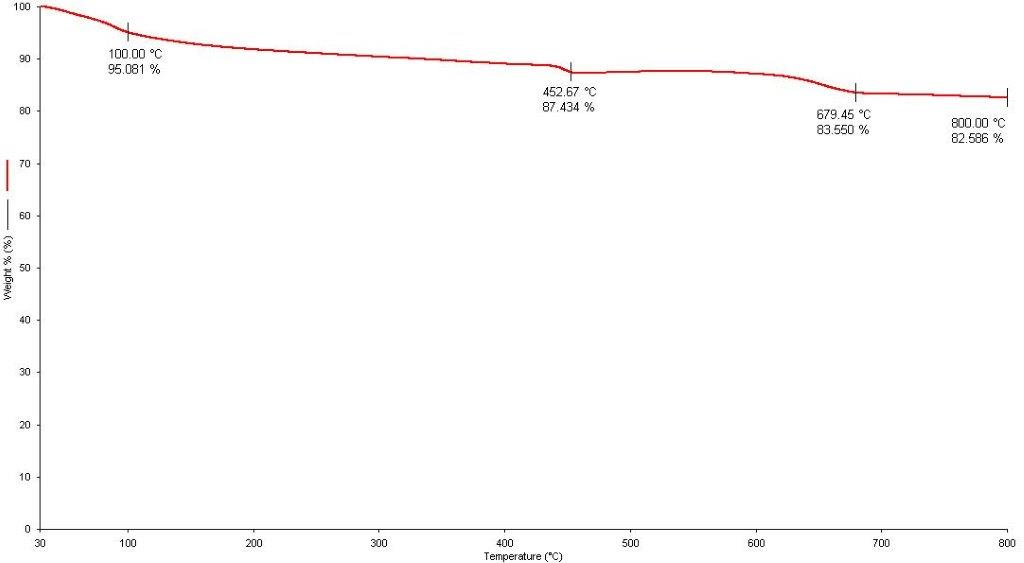 100
90
80
70
60
50
40
30
20
10
0
Weight % (%)
100.00 °C
95.081 %
452.67 °C
87.434 %
679.45 °C
83.550 %
800.00 °C
82.586 %
30 100 200 300 400 500 600 700 800
Temperature (°C)